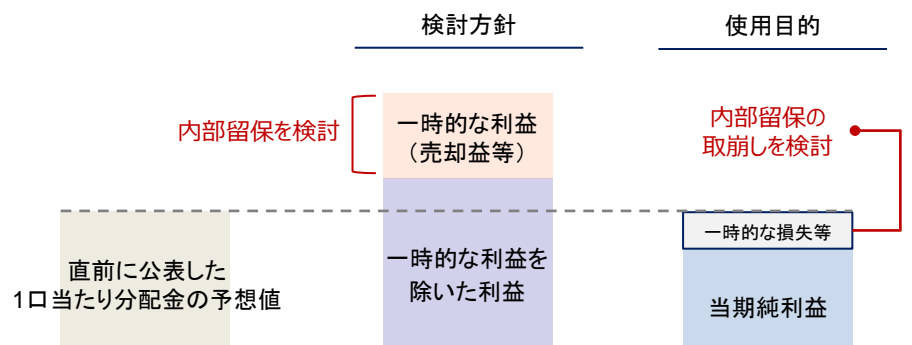 検討方針
使用目的
内部留保を検討
一時的な利益
（売却益等）
内部留保の
取崩しを検討
一時的な損失等
直前に公表した
1口当たり分配金の予想値
一時的な利益を
除いた利益
当期純利益